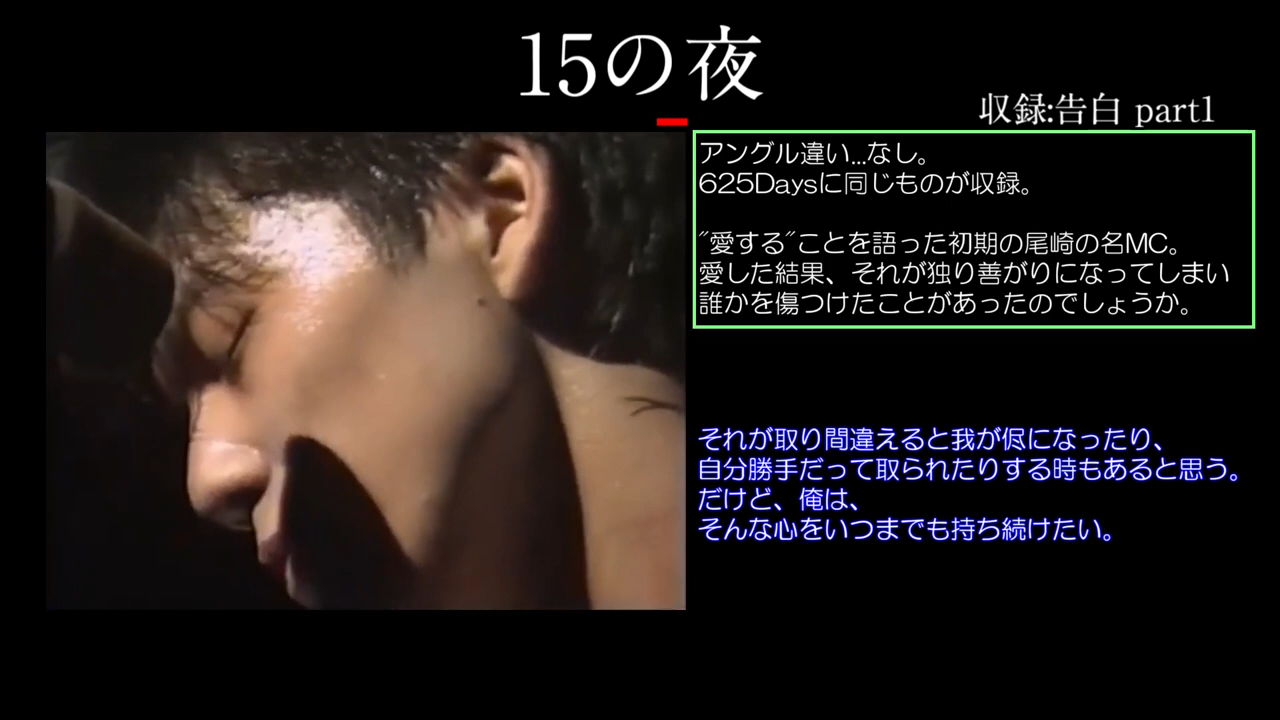 15の夜
収録:告白 part1
アングル違い...なし。
625Daysに同じものが収録。
"愛する"ことを語った初期の尾崎の名MC。
愛した結果、それが独り善がりになってしまい
誰かを傷つけたことがあったのでしょうか。
それが取り間違えると我が侭になったり、
自分勝手だって取られたりする時もあると思う。
だけど、俺は、
そんな心をいつまでも持ち続けたい。